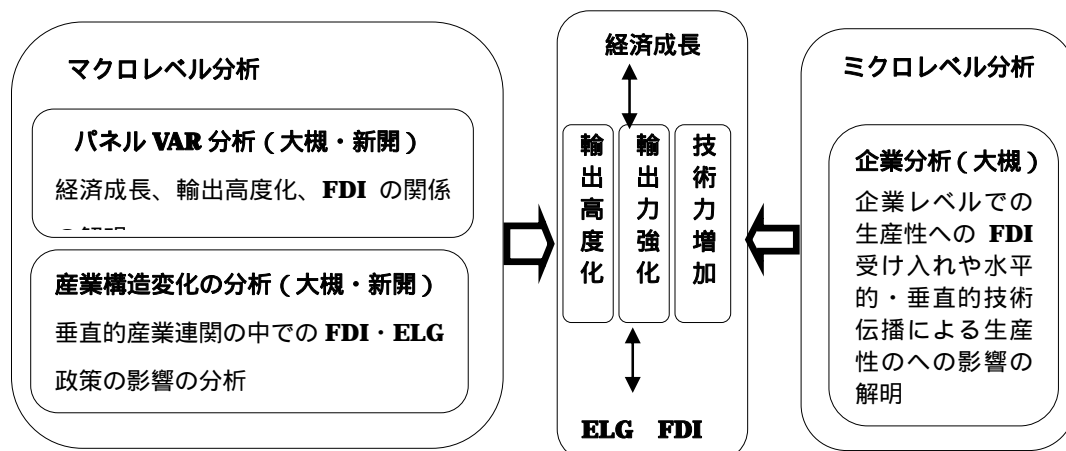 マクロレベル分析
パネル VAR 分析(大槻・新開)
経済成長、輸出高度化、FDI の関係
産業構造変化の分析(大槻・新開)
垂直的産業連関の中での FDI・ELG
政策の影響の分析
経済成長
輸出高度化
輸出力強化
技術力増加
ELG FDI
ミクロレベル分析
企業分析(大槻)
企業レベルでの
生産性への FDI
受け入れや水平
的・垂直的技術
伝播による生産
性のへの影響の
解明